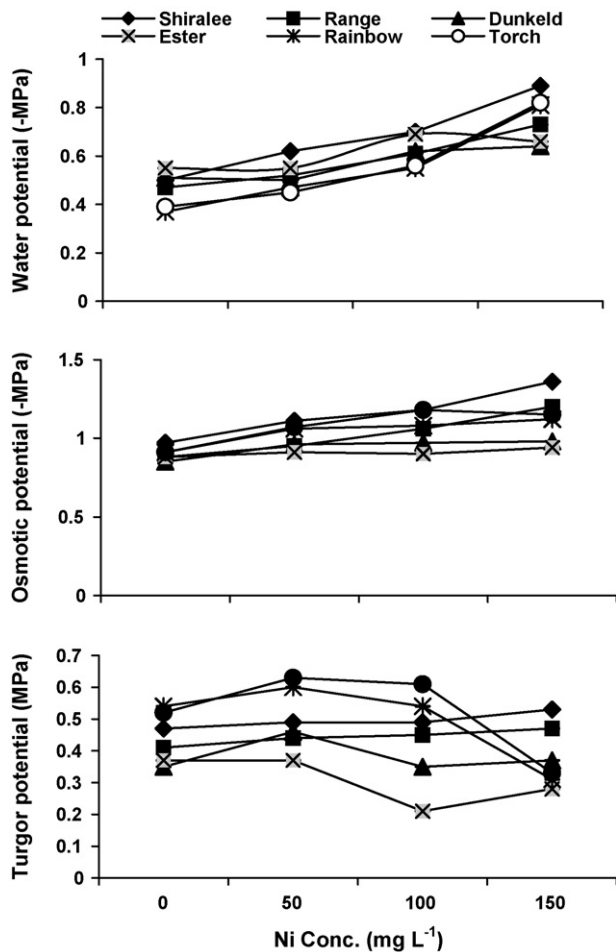 Shiralee Range Dunkeld
Ester Rainbow Torch
Water potential (-MPa)
1
0.8
0.6
0.4
0.2
0
Osmotic potential (-MPa)
1.5
1
0.5
0
Turgor potential (MPa)
0.7
0.6
0.5
0.4
0.3
0.2
0.1
0
0 50 100 150
Ni Conc. (mg L⁻¹)